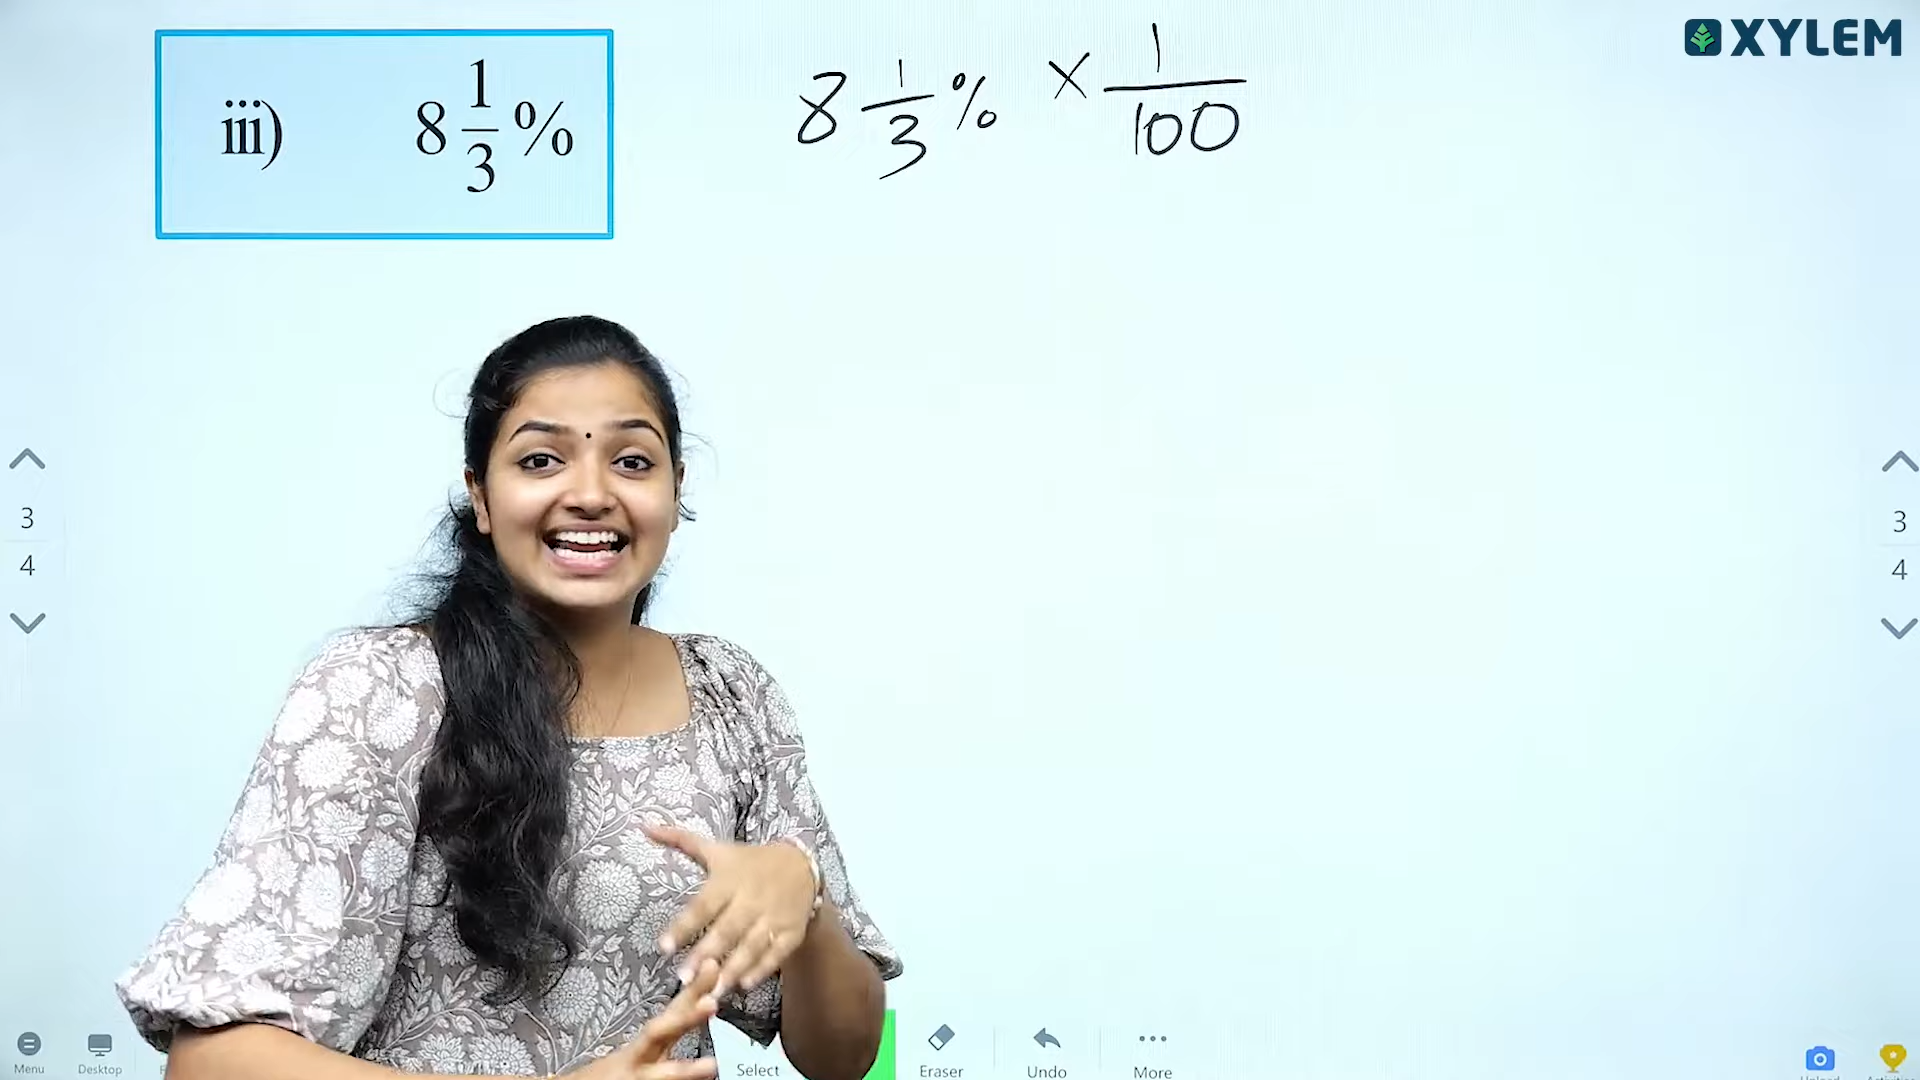 XYLEM
iii) 8 1/3 %
8 1/3 % × 1/100
3
4
3
4
Menu
Desktop
Select
Eraser
Undo
More